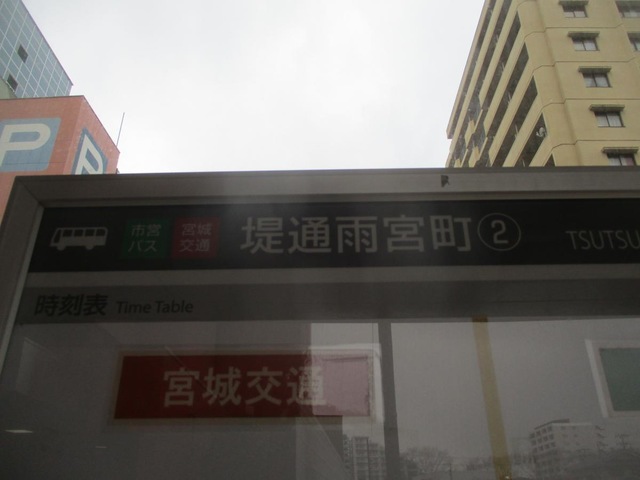 P
P
市営バス
宮城交通
堤通雨宮町②
TSUTSU
時刻表 Time Table
宮城交通